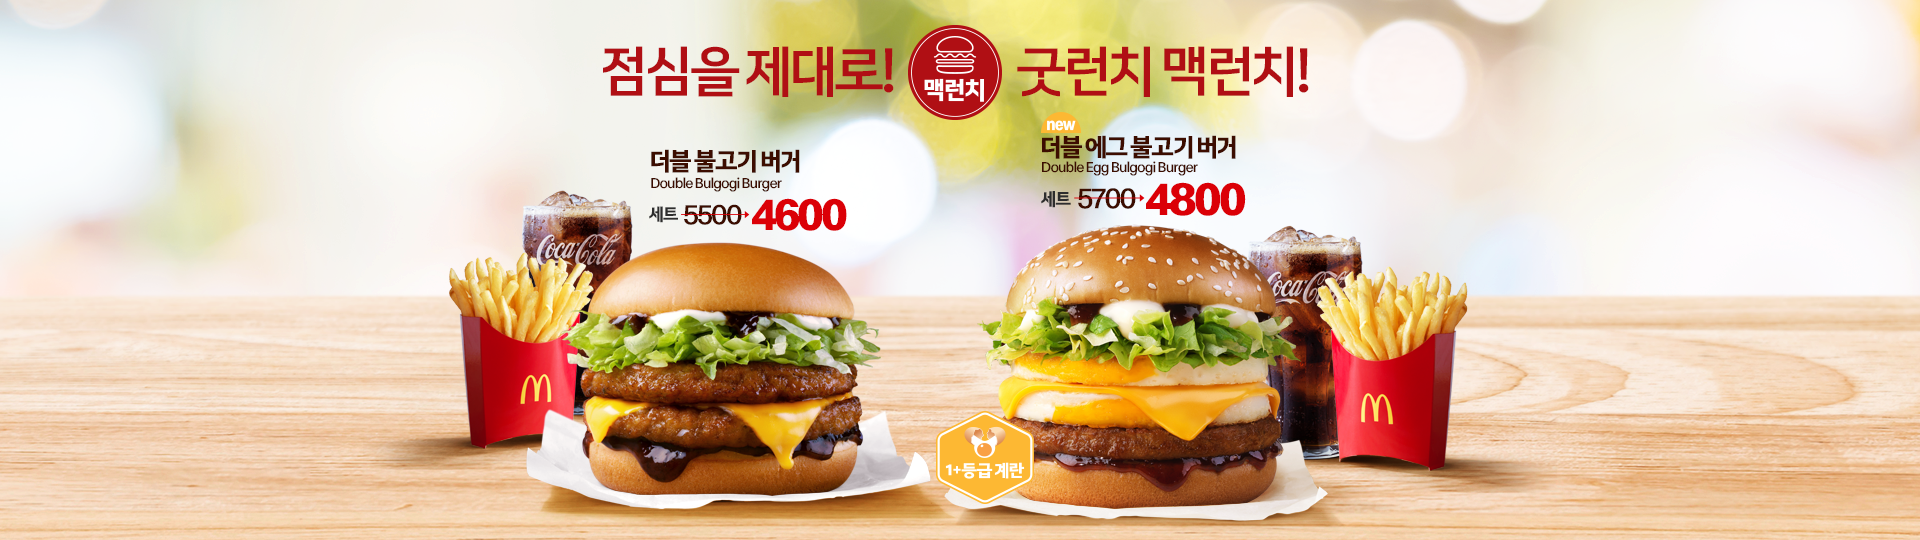 점심을 제대로!
맥런치
굿런치 맥런치!
더블 불고기 버거
Double Bulgogi Burger
세트 5500 → 4600
new
더블 에그 불고기 버거
Double Egg Bulgogi Burger
세트 5700 → 4800
Coca-Cola
Coca-C
1+등급 계란